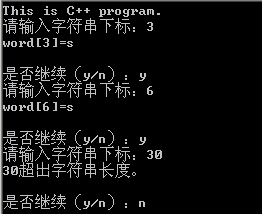 This is C++ program.
请输入字符串下标：3
word[3]=s
是否继续（y/n）：y
请输入字符串下标：6
word[6]=s
是否继续（y/n）：y
请输入字符串下标：30
30超出字符串长度。
是否继续（y/n）：n